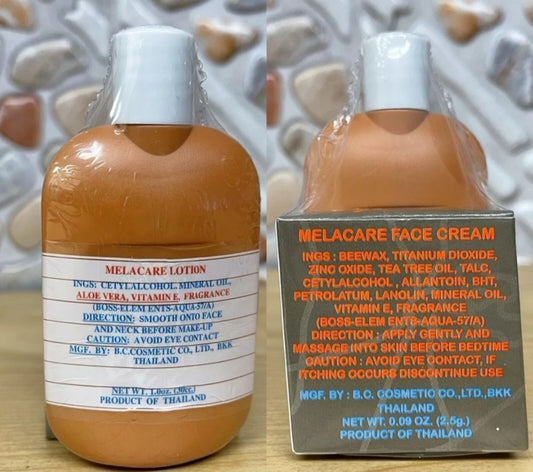 MELACARE LOTION
INGS: CETYLALCOHOL, MINERAL OIL,
ALOE VERA, VITAMIN E, FRAGRANCE
(BOSS-ELEM ENTS-AQUA-57/A)
DIRECTION: SMOOTH ONTO FACE
AND NECK BEFORE MAKE-UP
CAUTION: AVOID EYE CONTACT
MGF. BY: B.C.COSMETIC CO., LTD., BKK
THAILAND
NET WT. 1.0oz. (30cc.)
PRODUCT OF THAILAND
MELACARE FACE CREAM
INGS : BEEWAX, TITANIUM DIOXIDE,
ZINC OXIDE, TEA TREE OIL, TALC,
CETYLALCOHOL , ALLANTOIN, BHT,
PETROLATUM, LANOLIN, MINERAL OIL,
VITAMIN E, FRAGRANCE
(BOSS-ELEM ENTS-AQUA-57/A)
DIRECTION : APPLY GENTLY AND
MASSAGE INTO SKIN BEFORE BEDTIME
CAUTION : AVOID EYE CONTACT, IF
ITCHING OCCURS DISCONTINUE USE
MGF. BY : B.C. COSMETIC CO.,LTD.,BKK
THAILAND
NET WT. 0.09 OZ. (2.5g.)
PRODUCT OF THAILAND